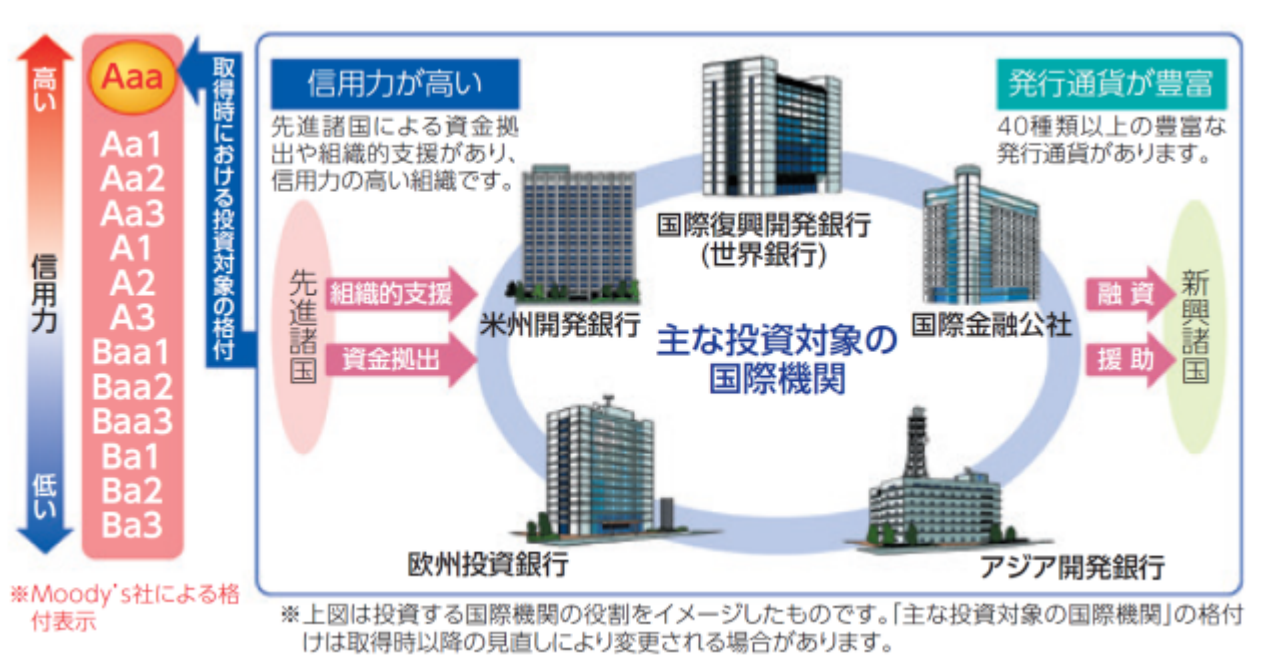 高い
信用力
低い
Aaa
Aa1
Aa2
Aa3
A1
A2
A3
Baa1
Baa2
Baa3
Ba1
Ba2
Ba3
※Moody's社による格
付表示
取得時における投資対象の格付
信用力が高い
先進諸国による資金拠
出や組織的支援があり、
信用力の高い組織です。
発行通貨が豊富
40種類以上の豊富な
発行通貨があります。
先進諸国
組織的支援
資金拠出
国際復興開発銀行
(世界銀行)
米州開発銀行
国際金融公社
主な投資対象の
国際機関
欧州投資銀行
アジア開発銀行
融資
援助
新興諸国
※上図は投資する国際機関の役割をイメージしたものです。「主な投資対象の国際機関」の格付
けは取得時以降の見直しにより変更される場合があります。